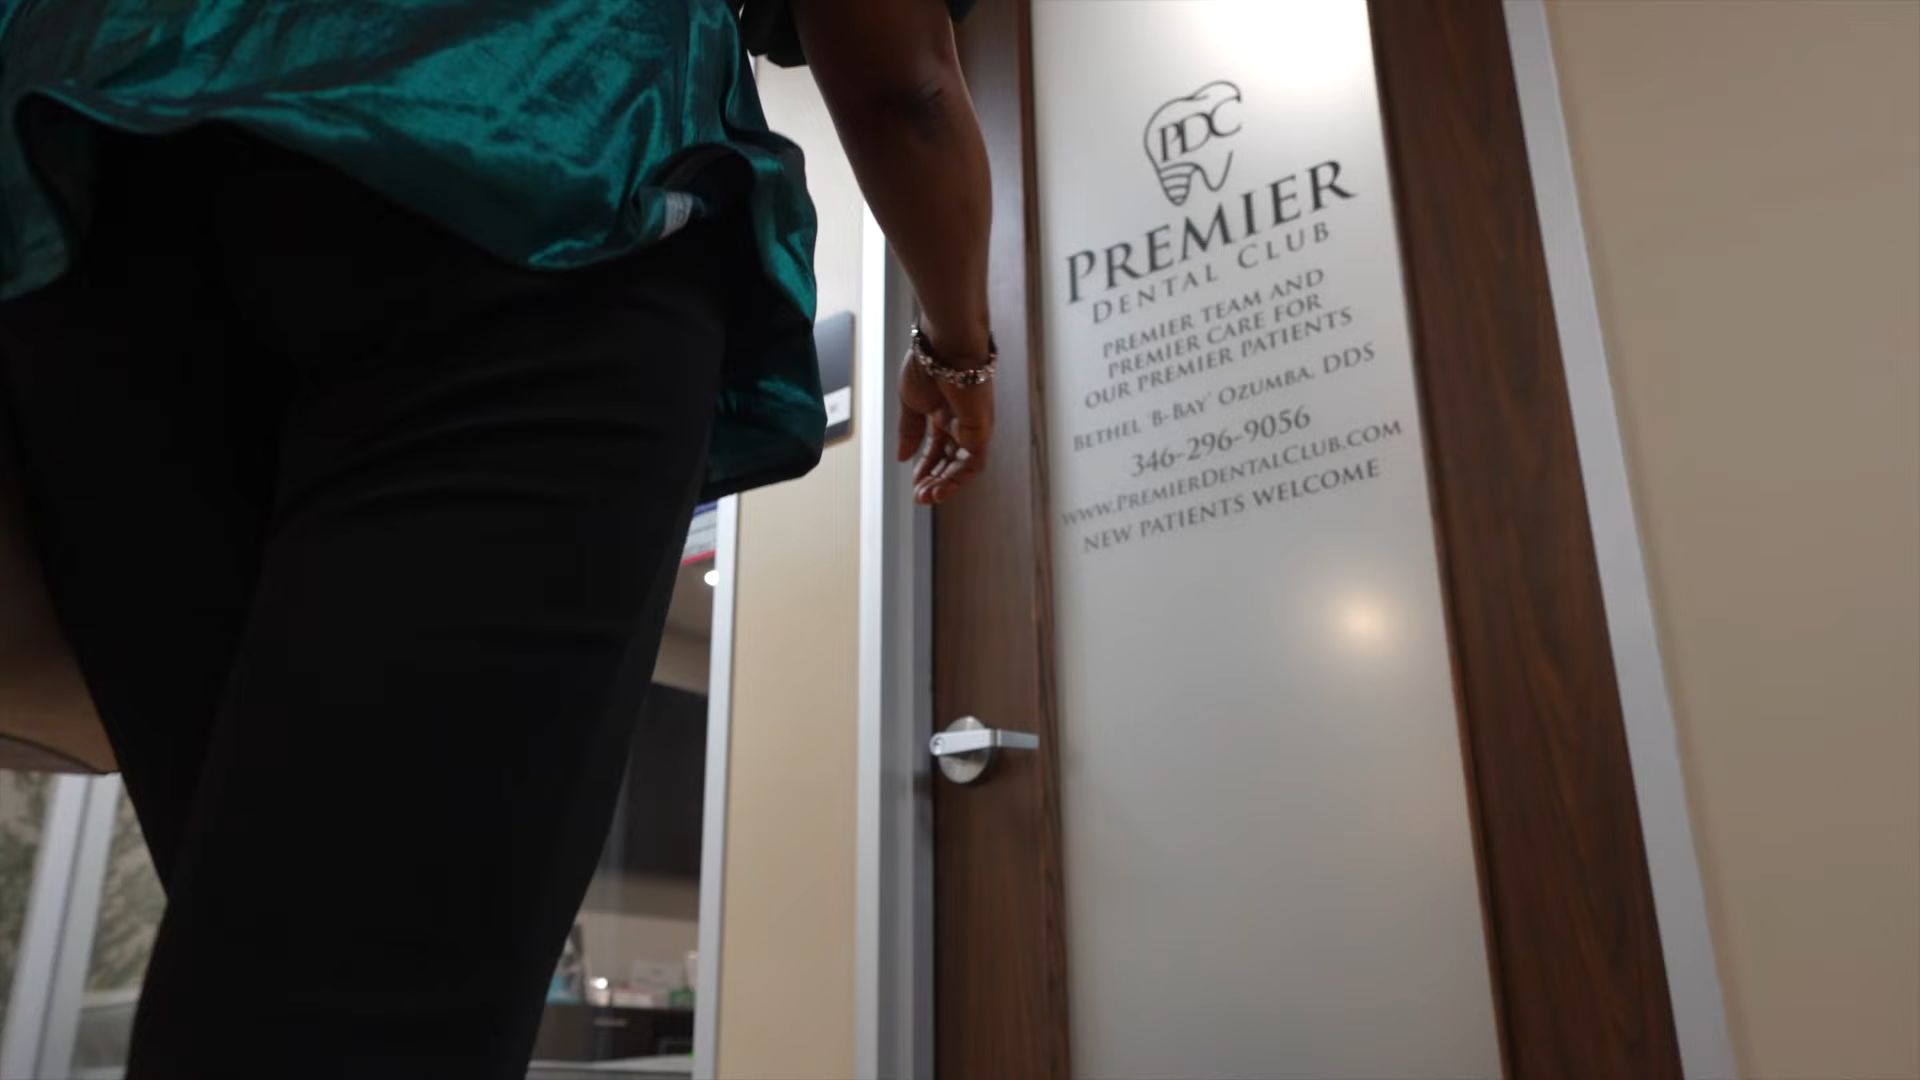 PDC
PREMIER
DENTAL CLUB
PREMIER TEAM AND
PREMIER CARE FOR
OUR PREMIER PATIENTS
BETHEL 'B-BAY' OZUMBA, DDS
346-296-9056
WWW.PREMIERDENTALCLUB.COM
NEW PATIENTS WELCOME